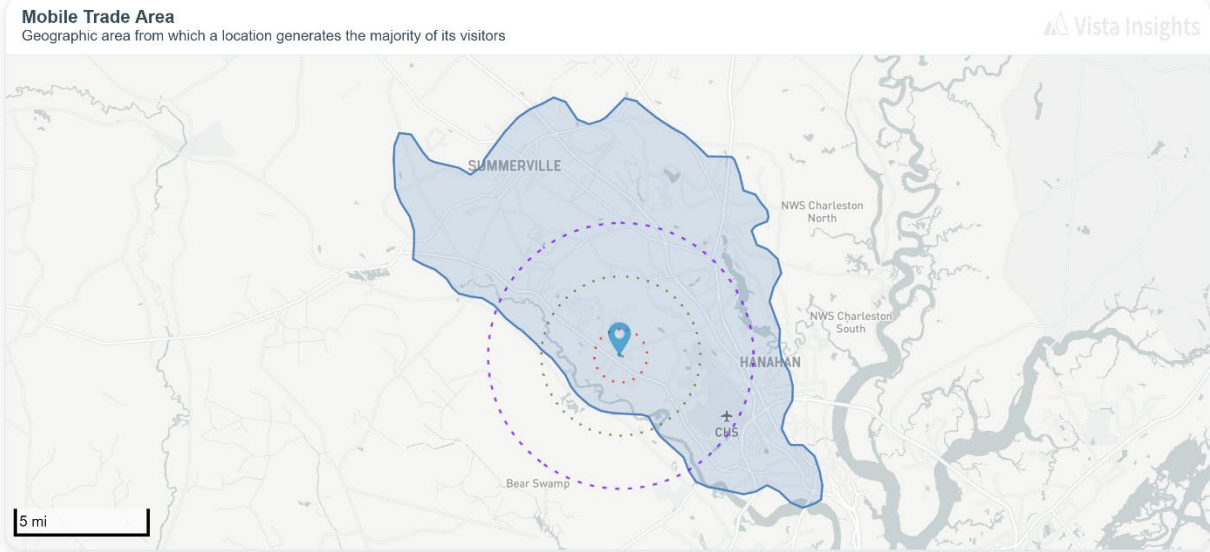 Mobile Trade Area
Geographic area from which a location generates the majority of its visitors
Vista Insights
SUMMERVILLE
NWS Charleston
North
NWS Charleston
South
HANAHAN
CHS
Bear Swamp
5 mi